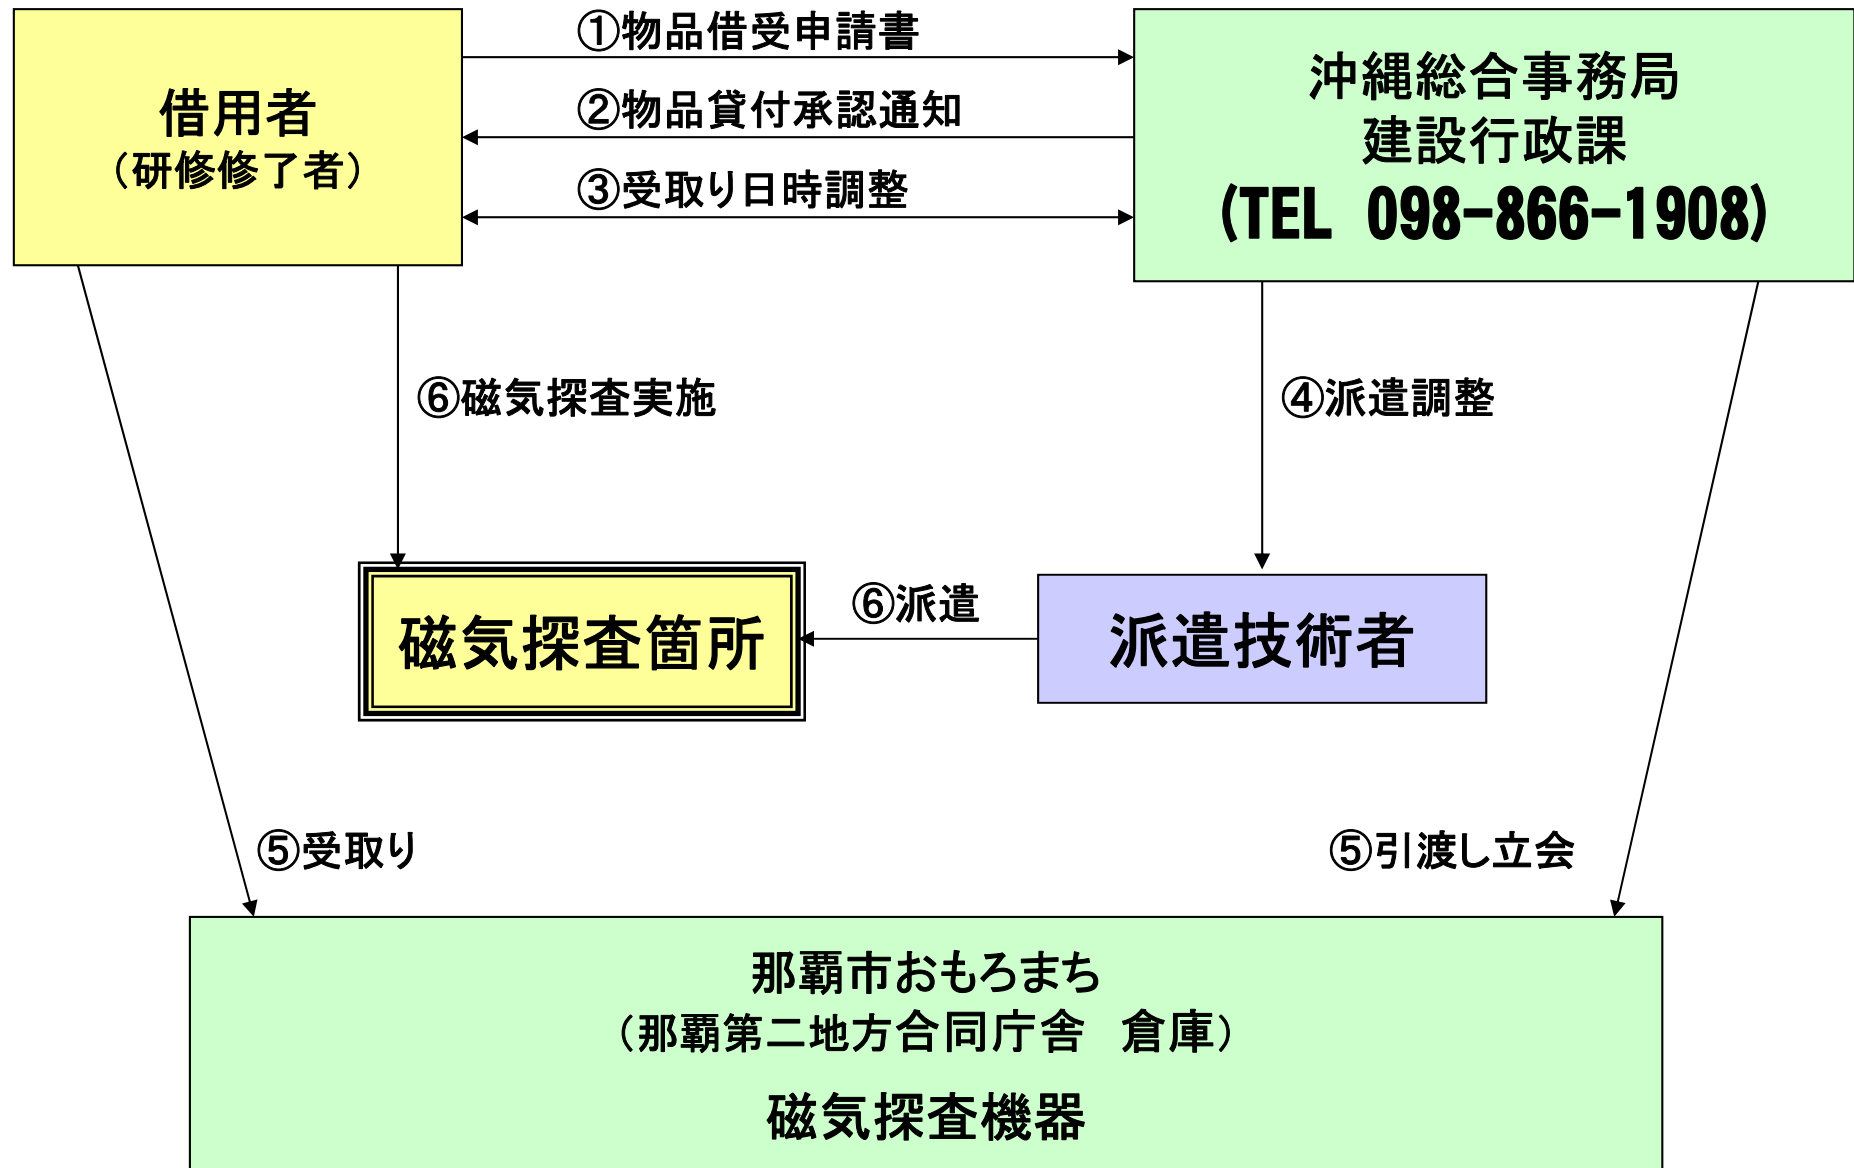 借用者
（研修修了者）
①物品借受申請書
②物品貸付承認通知
③受取り日時調整
沖縄総合事務局
建設行政課
(TEL　098-866-1908)
⑥磁気探査実施
④派遣調整
磁気探査箇所
⑥派遣
派遣技術者
⑤受取り
⑤引渡し立会
那覇市おもろまち
（那覇第二地方合同庁舎　倉庫）
磁気探査機器